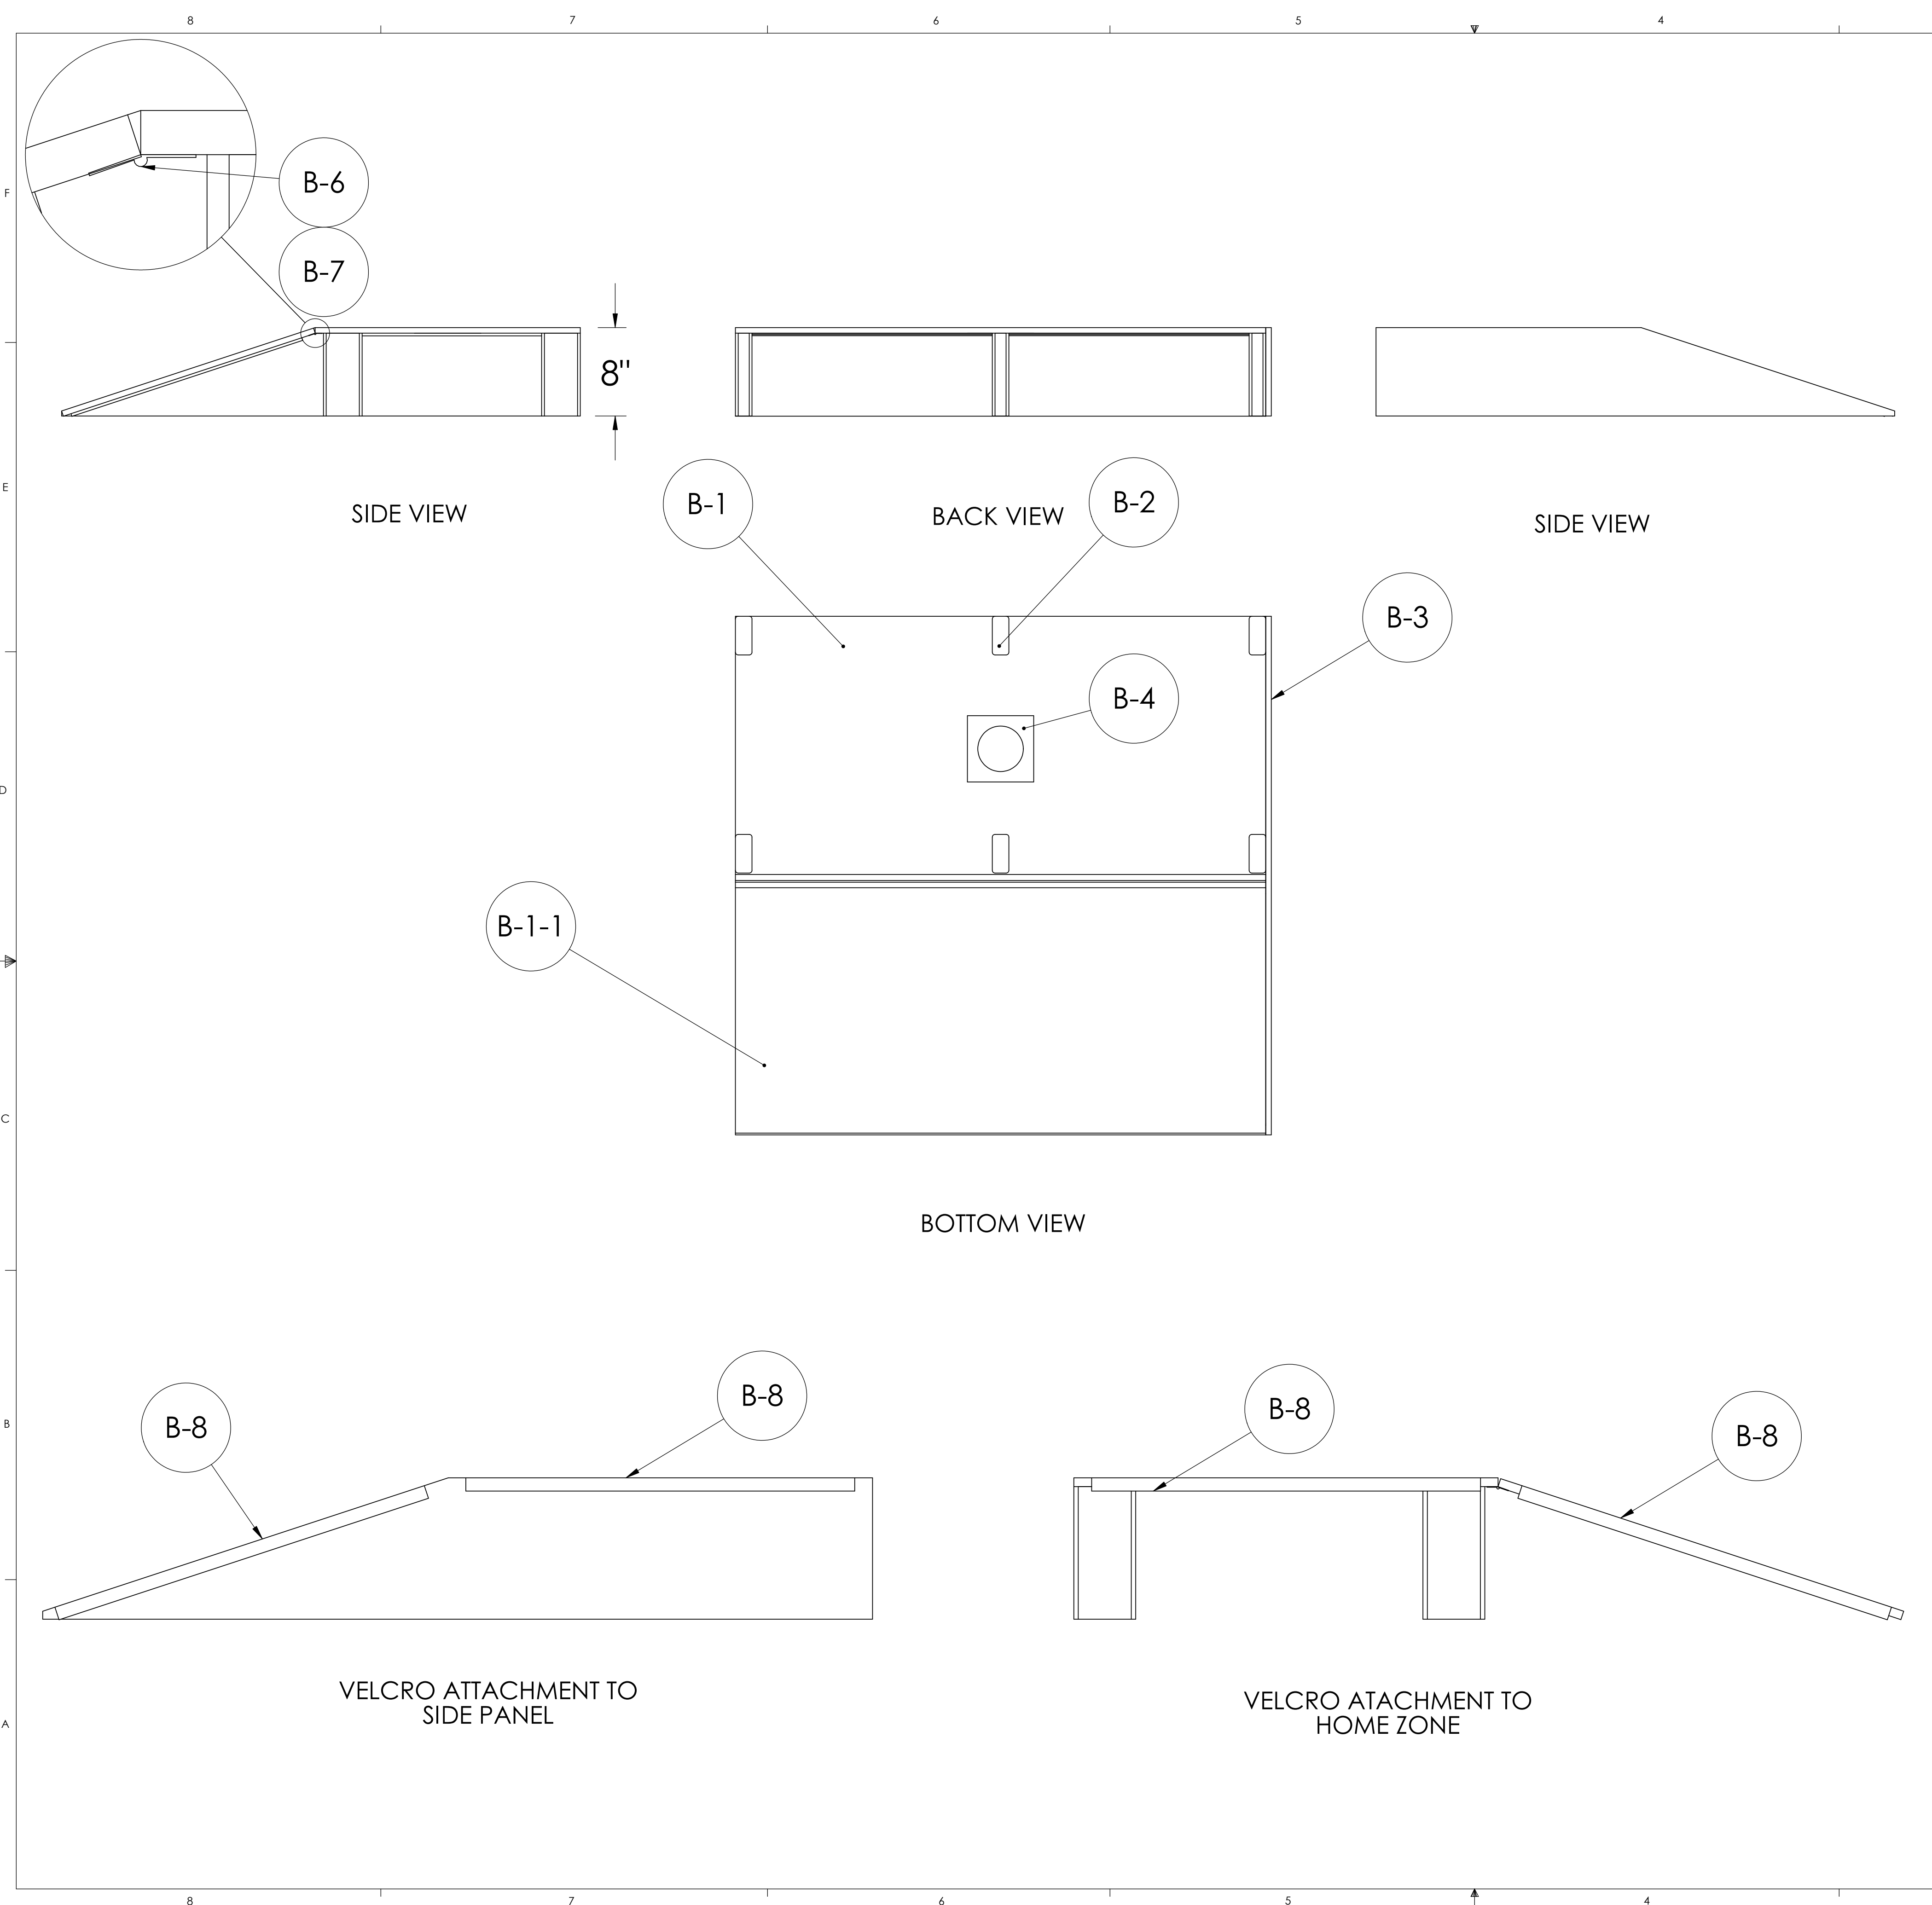 8 7 6 5 4
F
B-6
B-7
8"
E
SIDE VIEW
B-1
BACK VIEW
B-2
SIDE VIEW
B-3
B-4
D
B-1-1
C
BOTTOM VIEW
B
B-8
B-8
B-8
B-8
VELCRO ATTACHMENT TO
SIDE PANEL
VELCRO ATACHMENT TO
HOME ZONE
A
8 7 6 5 4